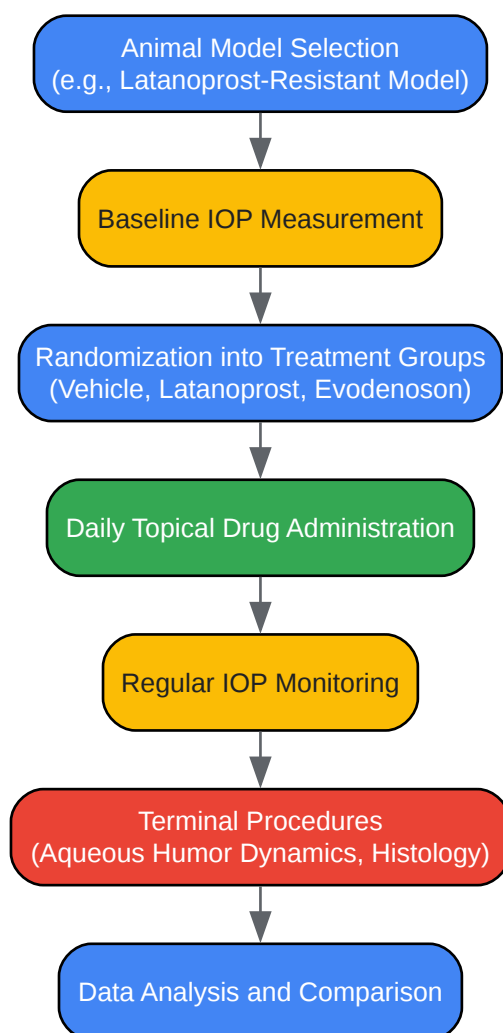 Animal Model Selection
(e.g., Latanoprost-Resistant Model)
Baseline IOP Measurement
Randomization into Treatment Groups
(Vehicle, Latanoprost, Evodenoson)
Daily Topical Drug Administration
Regular IOP Monitoring
Terminal Procedures
(Aqueous Humor Dynamics, Histology)
Data Analysis and Comparison